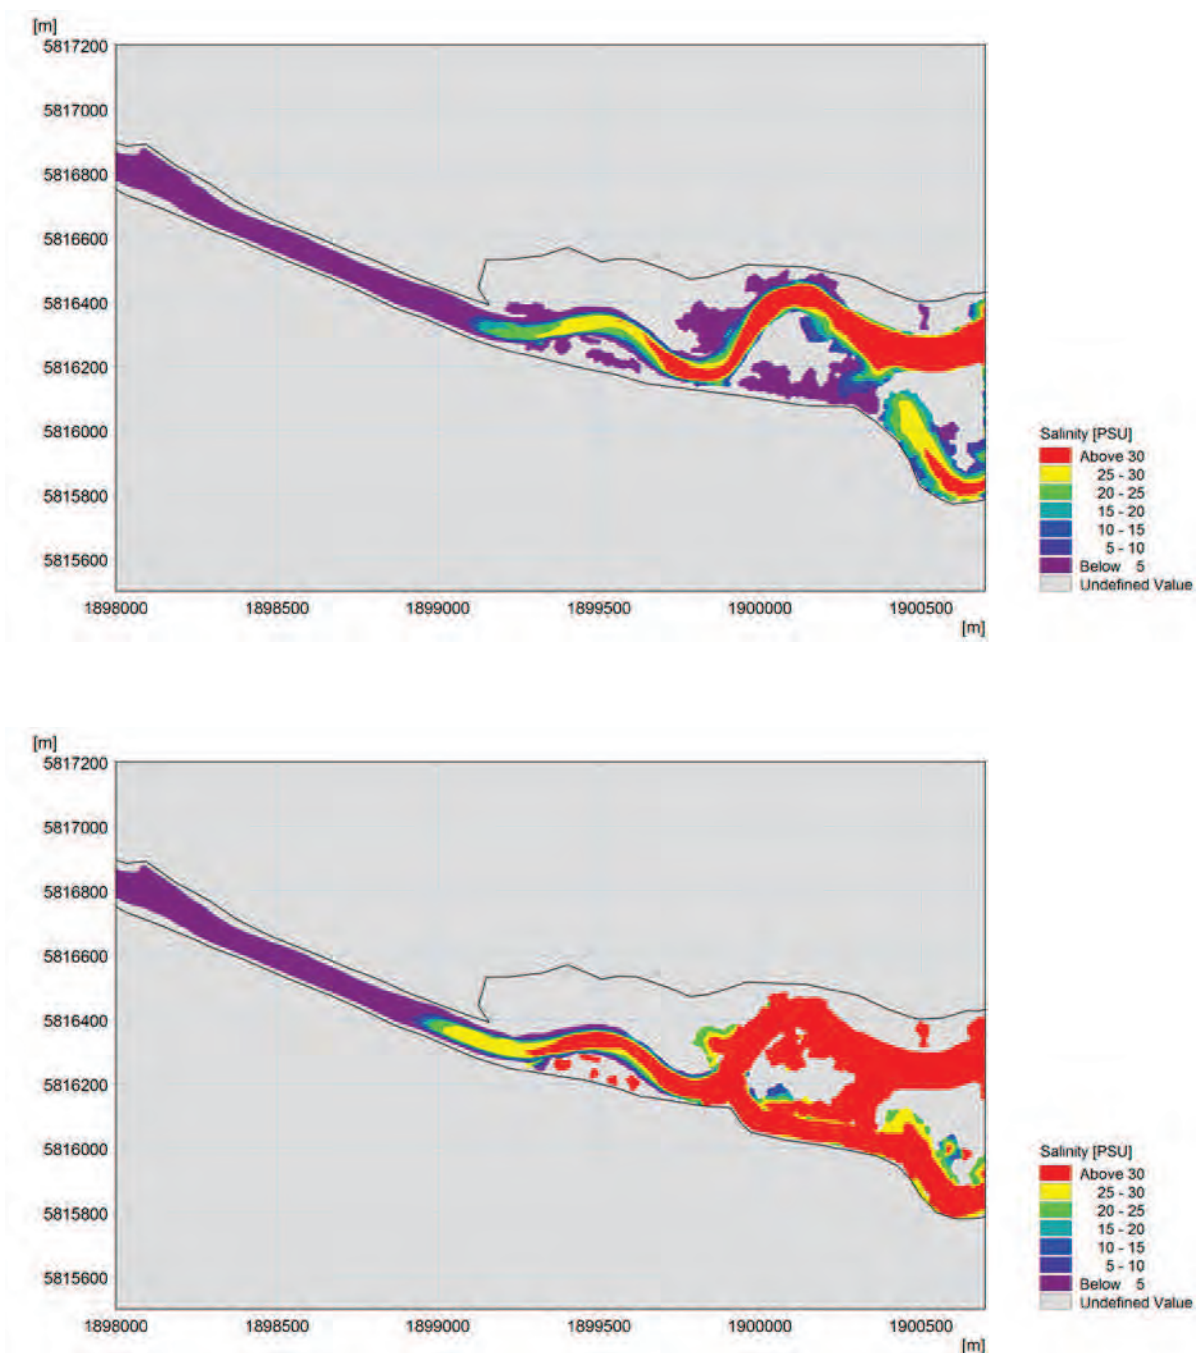 [m]
5817200
5817000
5816800
5816600
5816400
5816200
5816000
5815800
5815600
1898000 1898500 1899000 1899500 1900000 1900500
[m]
Salinity [PSU]
Above 30
25 - 30
20 - 25
15 - 20
10 - 15
5 - 10
Below 5
Undefined Value
[m]
5817200
5817000
5816800
5816600
5816400
5816200
5816000
5815800
5815600
1898000 1898500 1899000 1899500 1900000 1900500
[m]
Salinity [PSU]
Above 30
25 - 30
20 - 25
15 - 20
10 - 15
5 - 10
Below 5
Undefined Value